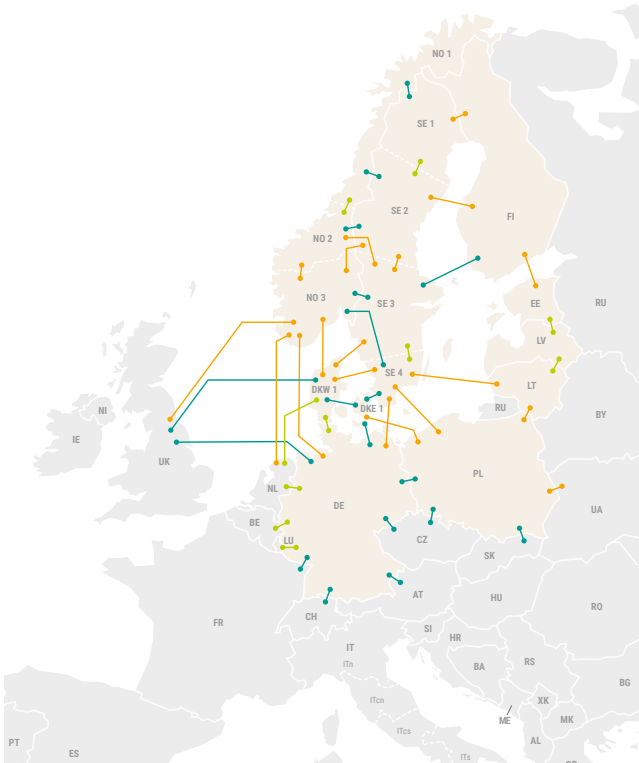 NO 1
SE 1
SE 2
FI
NO 2
NO 3
SE 3
EE
RU
LV
SE 4
LT
DKW 1
DKE 1
RU
NI
IE
BY
UK
PL
NL
DE
UA
BE
LU
CZ
SK
AT
HU
RO
CH
FR
SI
HR
IT
ITn
BA
RS
BG
ITcn
XK
ME
MK
ITcs
PT
AL
ES
ITs